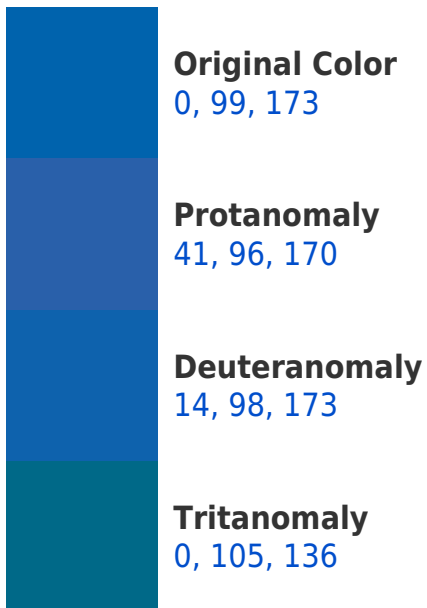 Original Color
0, 99, 173
Protanomaly
41, 96, 170
Deuteranomaly
14, 98, 173
Tritanomaly
0, 105, 136